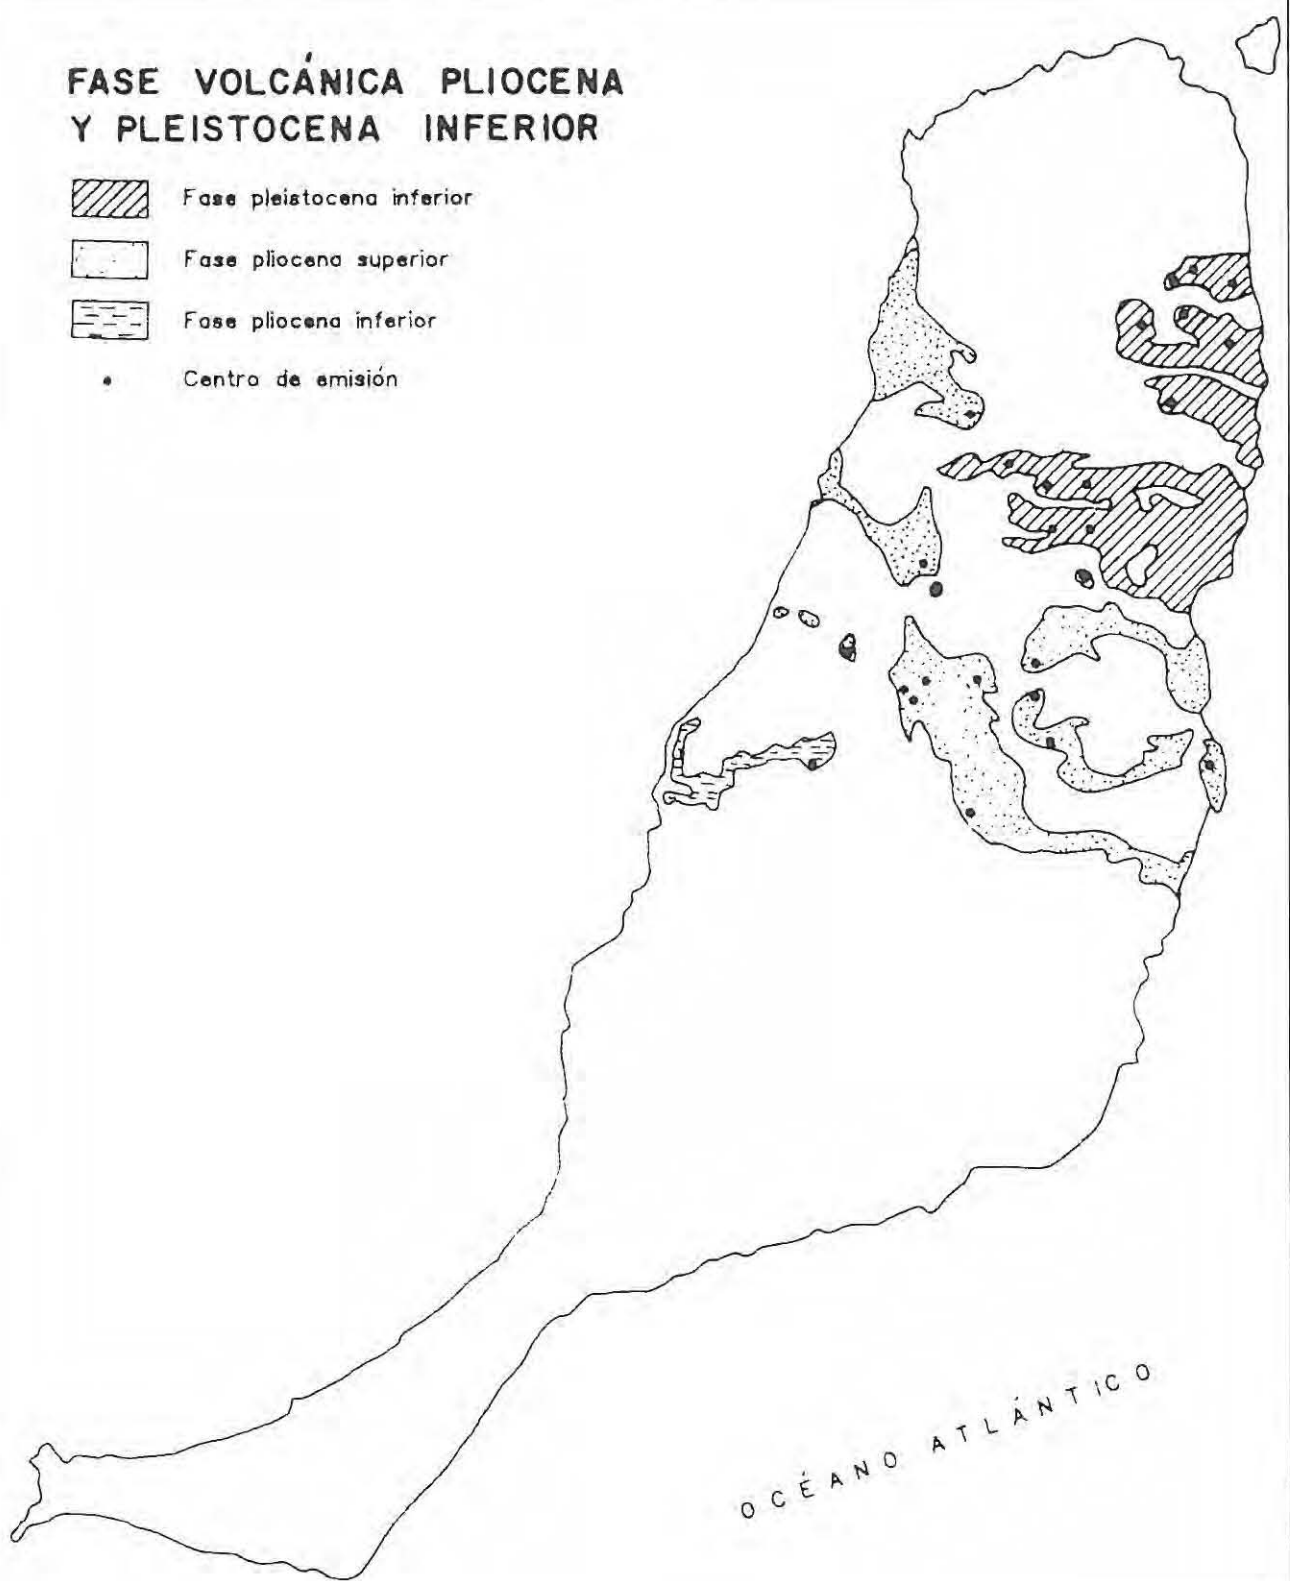 FASE VOLCÁNICA PLIOCENA
Y PLEISTOCENA INFERIOR
Fase pleistocena inferior
Fase pliocena superior
Fase pliocena inferior
Centro de emisión
OCÉANO ATLÁNTICO